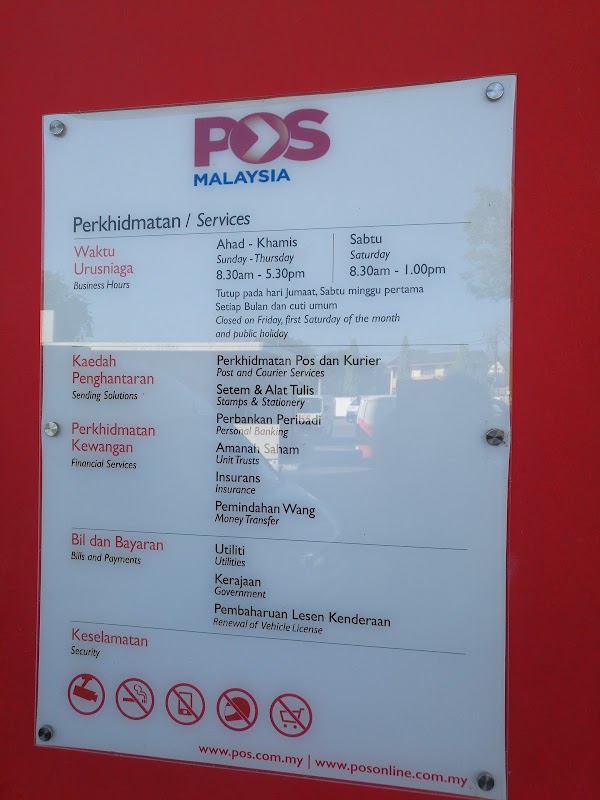 POS
MALAYSIA
Perkhidmatan / Services
Waktu
Urusniaga
Business Hours
Ahad - Khamis
Sunday - Thursday
8.30am - 5.30pm
Sabtu
Saturday
8.30am - 1.00pm
Tutup pada hari Jumaat, Sabtu minggu pertama
Setiap Bulan dan cuti umum
Closed on Friday, first Saturday of the month
and public holiday
Kaedah
Penghantaran
Sending Solutions
Perkhidmatan Pos dan Kurier
Post and Courier Services
Setem & Alat Tulis
Stamps & Stationery
Perkhidmatan
Kewangan
Financial Services
Perbankan Peribadi
Personal Banking
Amanah Saham
Unit Trusts
Insurans
Insurance
Pemindahan Wang
Money Transfer
Bil dan Bayaran
Bills and Payments
Utiliti
Utilities
Kerajaan
Government
Pembaharuan Lesen Kenderaan
Renewal of Vehicle License
Keselamatan
Security
www.pos.com.my | www.posonline.com.my